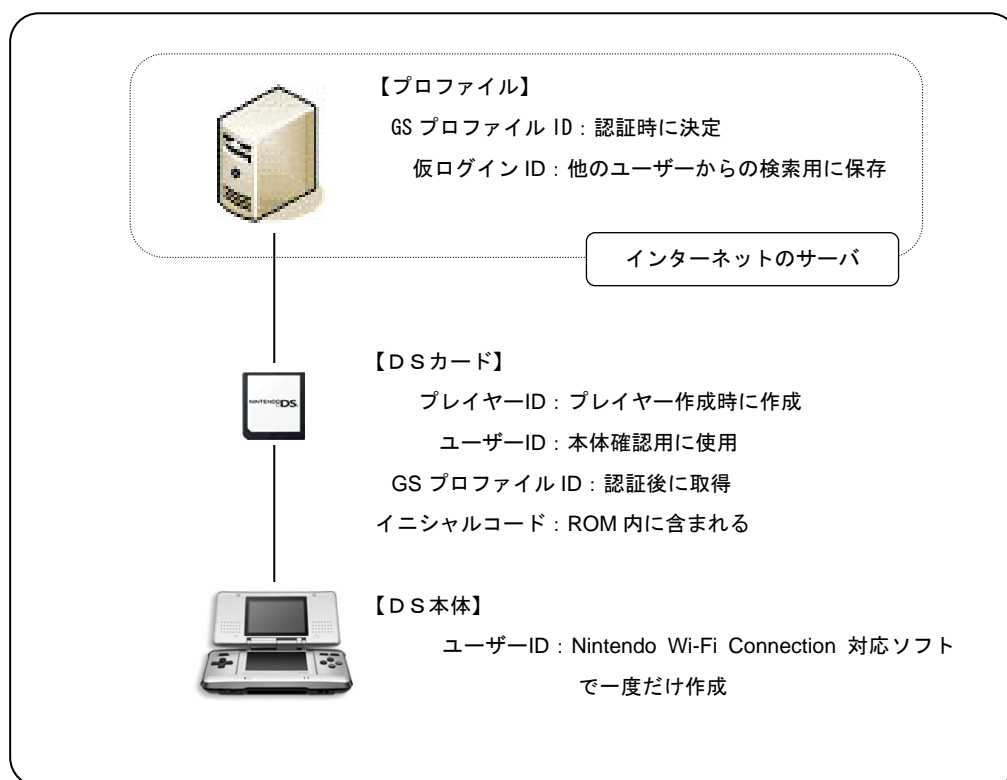 【プロファイル】
GS プロファイル ID：認証時に決定
仮ログイン ID：他のユーザーからの検索用に保存
インターネットのサーバ
【ＤＳカード】
NINTENDO DS
プレイヤーID：プレイヤー作成時に作成
ユーザーID：本体確認用に使用
GS プロファイル ID：認証後に取得
イニシャルコード：ROM 内に含まれる
【ＤＳ本体】
ユーザーID：Nintendo Wi-Fi Connection 対応ソフト
で一度だけ作成